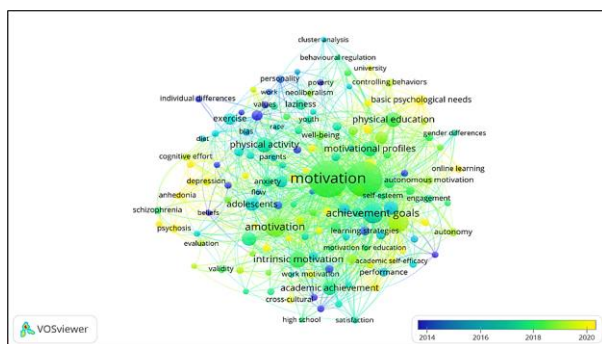 cluster analysis
behavioural regulation
university
personality
poverty
controlling behaviors
work
neoliberalism
individual differences
values
laziness
basic psychological needs
exercise
race
youth
physical education
bias
well-being
gender differences
diet
physical activity
motivational profiles
cognitive effort
parents
online learning
depression
anxiety
motivation
autonomous motivation
anhedonia
flow
self-esteem
engagement
schizophrenia
beliefs
adolescents
achievement goals
psychosis
amotivation
learning strategies
autonomy
evaluation
motivation for education
intrinsic motivation
academic self-efficacy
validity
work motivation
performance
cross-cultural
academic achievement
high school
satisfaction
VOSviewer
2014 2016 2018 2020